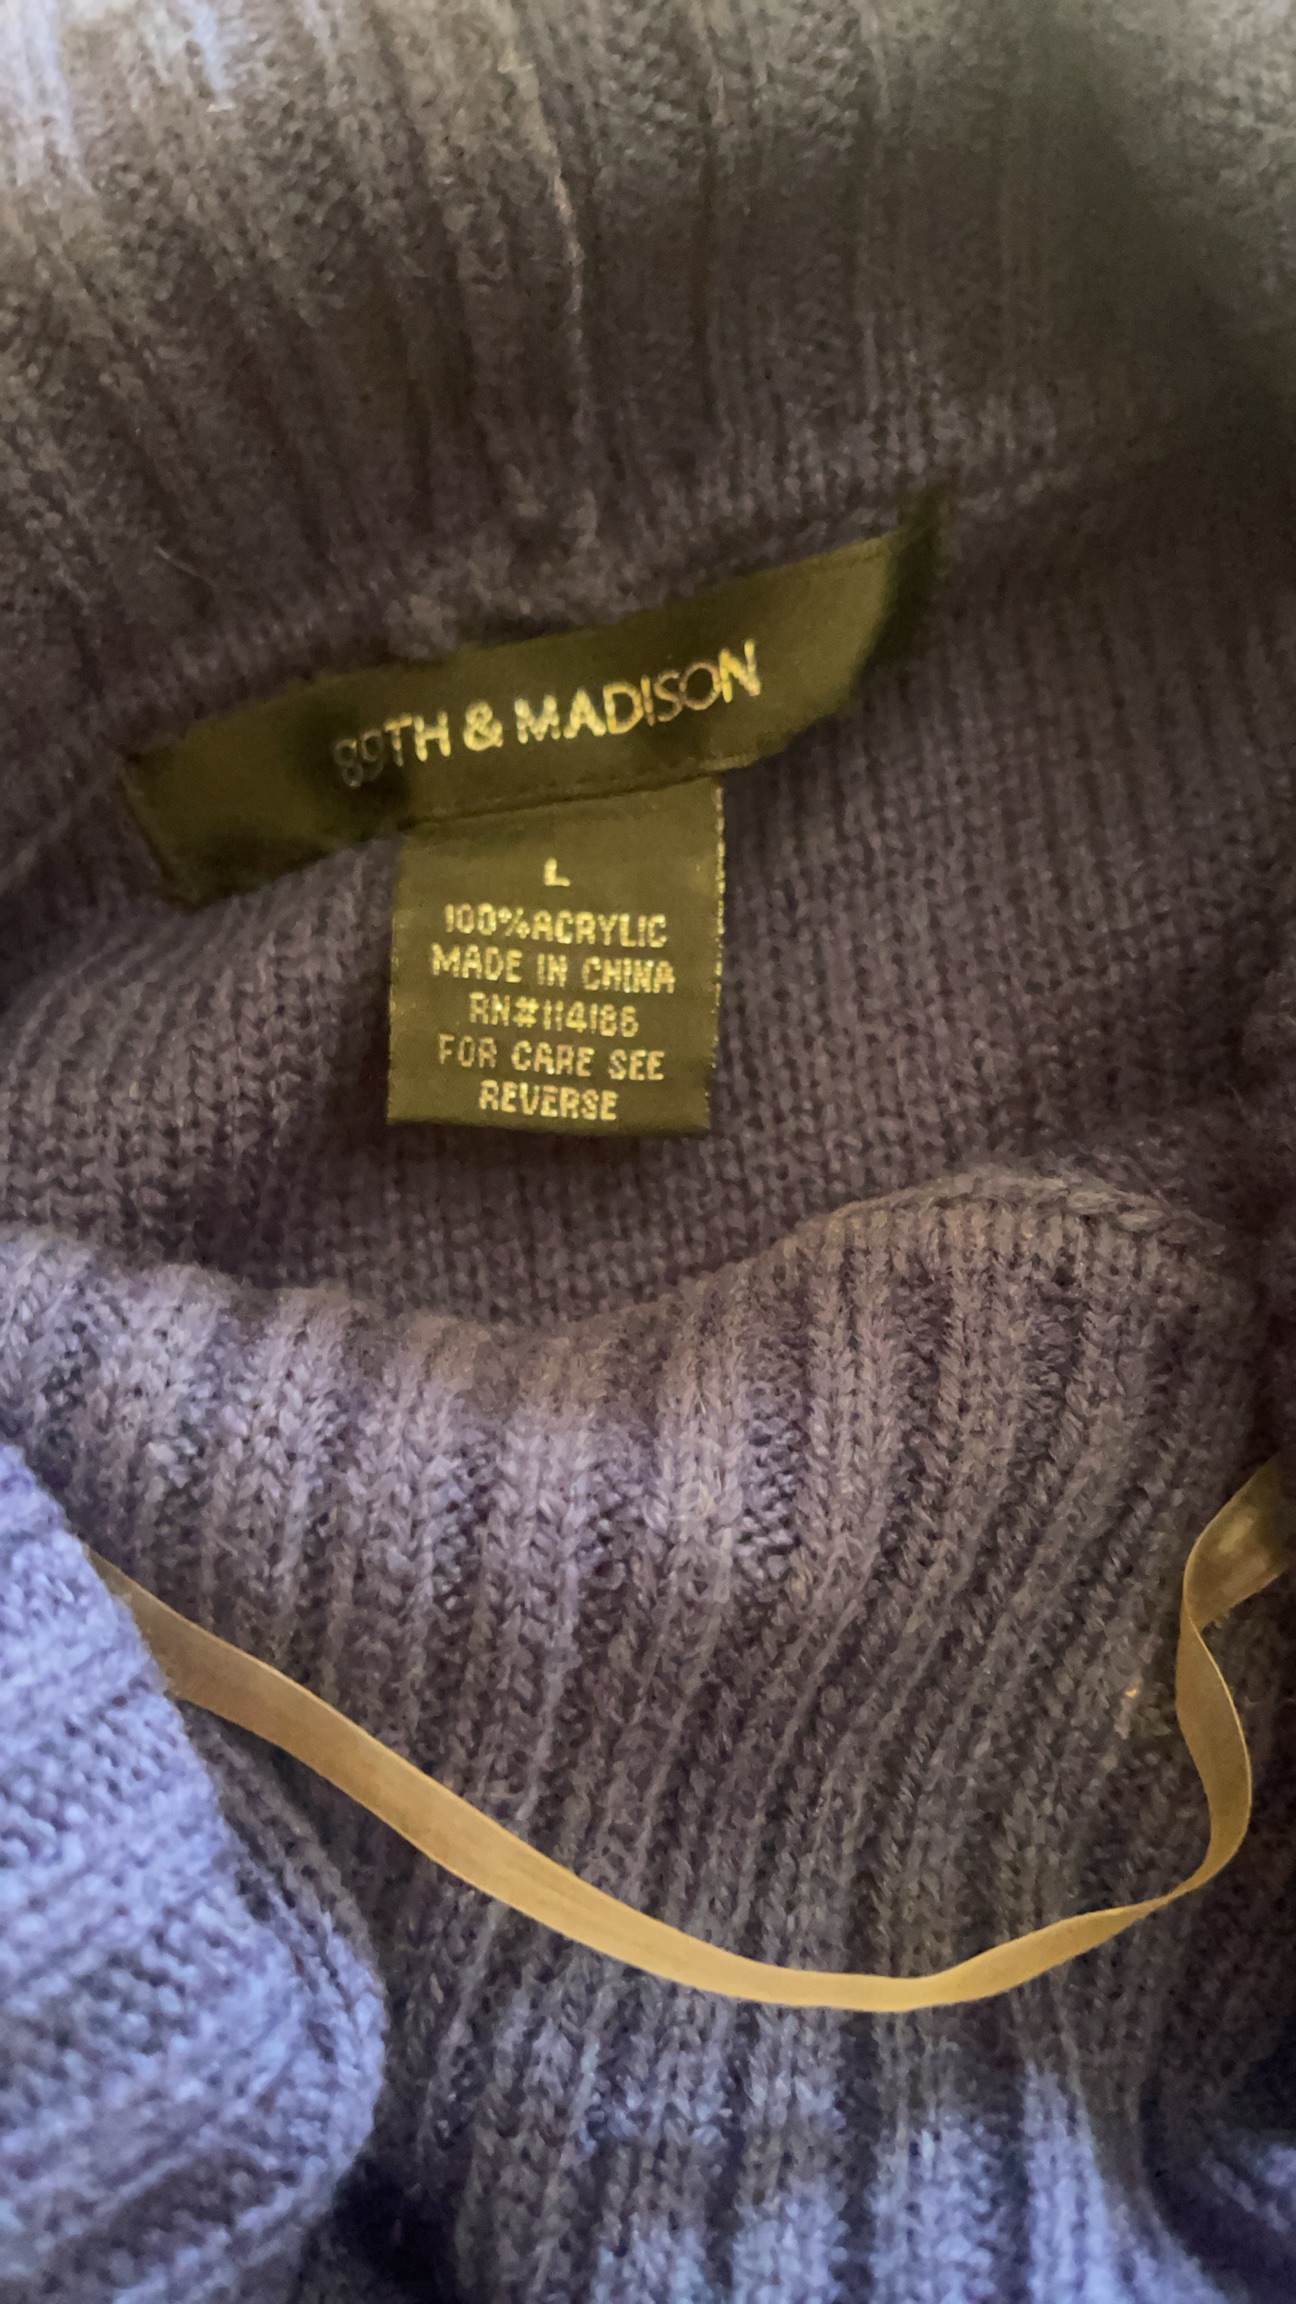 89TH & MADISON
L
100%ACRYLIC
MADE IN CHINA
RN#114186
FOR CARE SEE
REVERSE